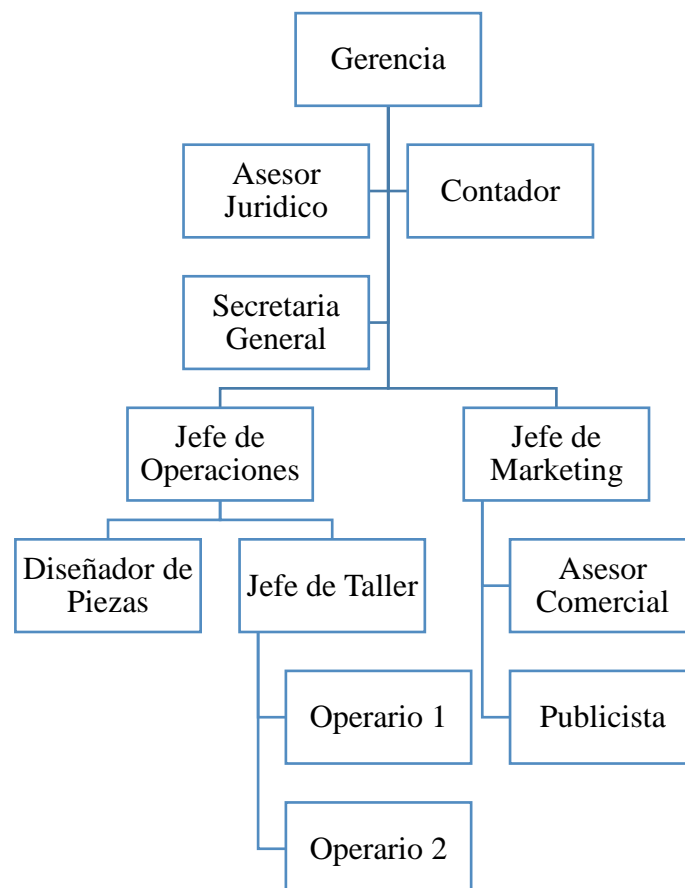 Gerencia
Asesor
Juridico
Contador
Secretaria
General
Jefe de
Operaciones
Jefe de
Marketing
Diseñador de
Piezas
Jefe de Taller
Asesor
Comercial
Operario 1
Publicista
Operario 2